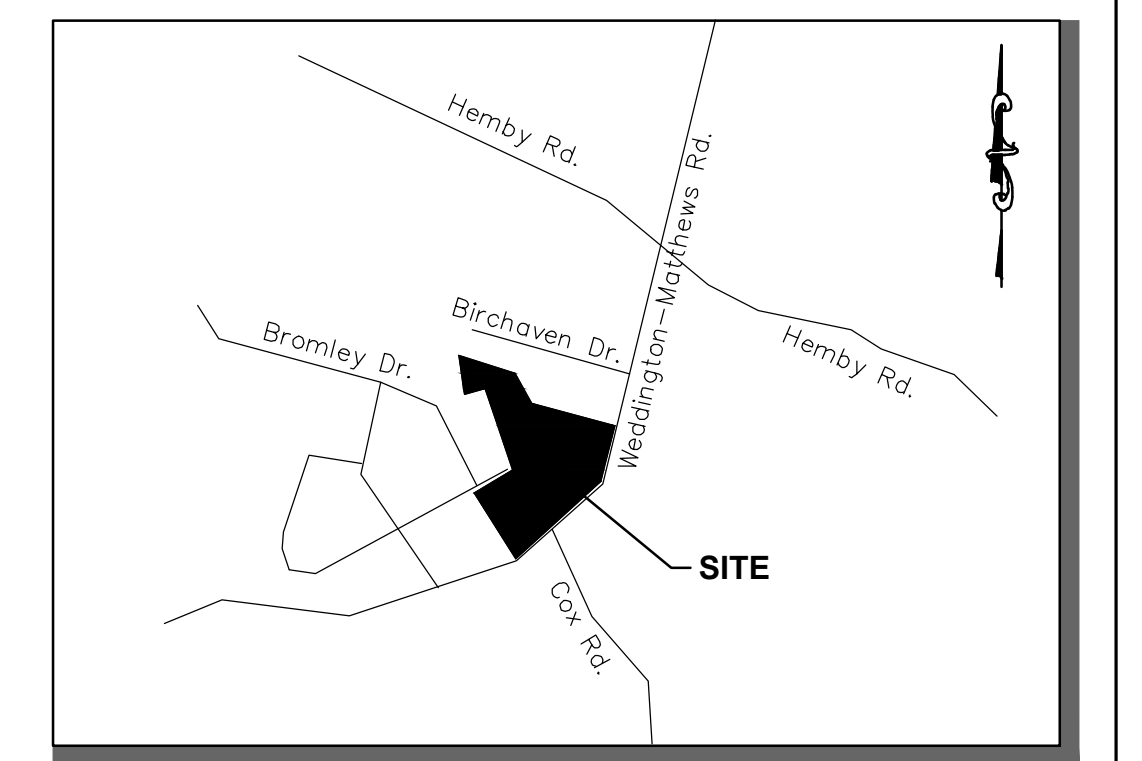 Hemby Rd.
Weddington-Matthews Rd.
Birchaven Dr.
Bromley Dr.
Hemby Rd.
SITE
Cox Rd.